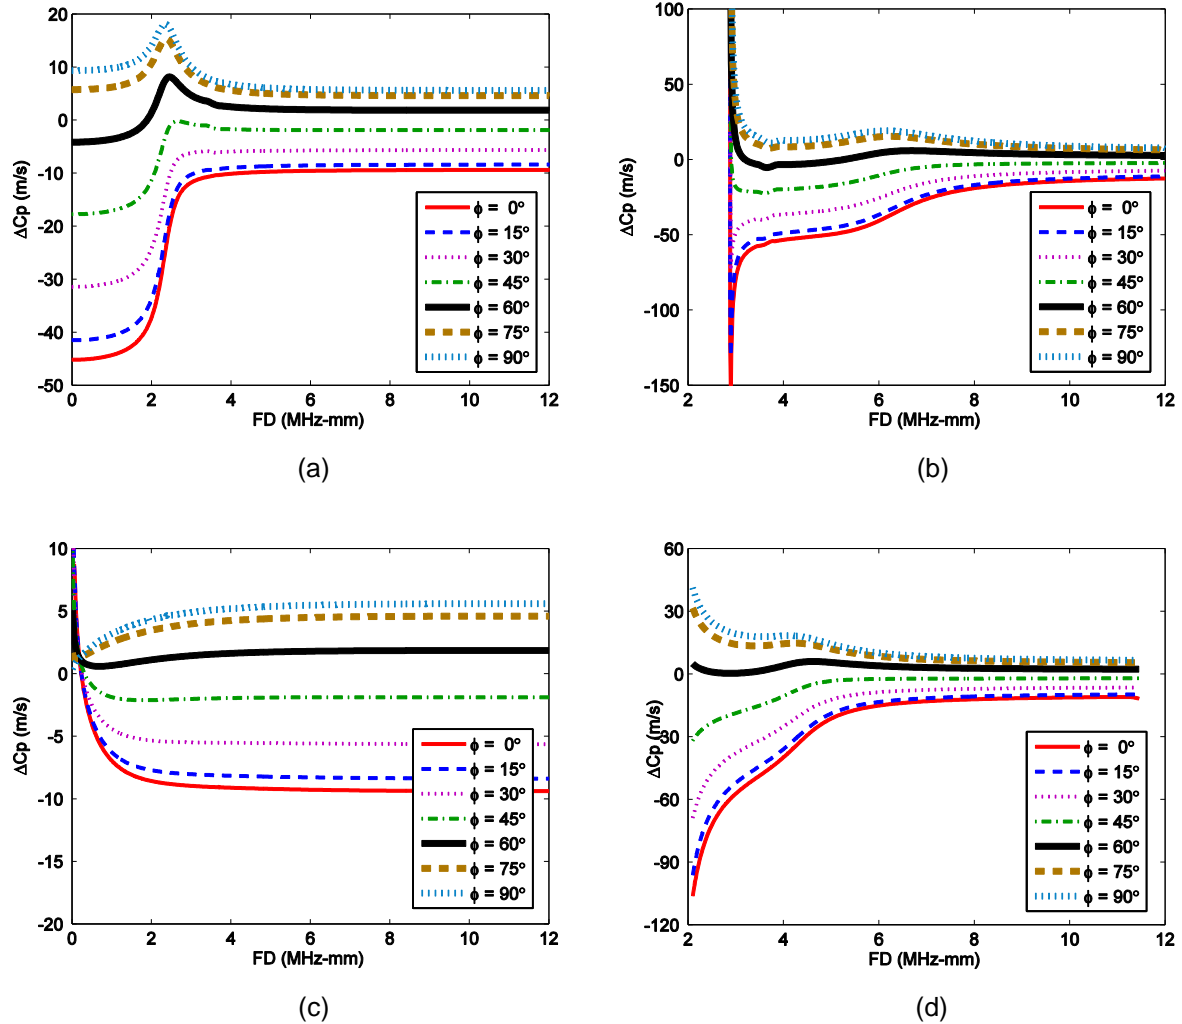 20
10
0
-10
-20
-30
-40
-50
ΔCp (m/s)
0 2 4 6 8 10 12
FD (MHz-mm)
ϕ = 0°
ϕ = 15°
ϕ = 30°
ϕ = 45°
ϕ = 60°
ϕ = 75°
ϕ = 90°
(a)
100
50
0
-50
-100
-150
ΔCp (m/s)
2 4 6 8 10 12
FD (MHz-mm)
ϕ = 0°
ϕ = 15°
ϕ = 30°
ϕ = 45°
ϕ = 60°
ϕ = 75°
ϕ = 90°
(b)
10
5
0
-5
-10
-15
-20
ΔCp (m/s)
0 2 4 6 8 10 12
FD (MHz-mm)
ϕ = 0°
ϕ = 15°
ϕ = 30°
ϕ = 45°
ϕ = 60°
ϕ = 75°
ϕ = 90°
(c)
60
30
0
-30
-60
-90
-120
ΔCp (m/s)
2 4 6 8 10 12
FD (MHz-mm)
ϕ = 0°
ϕ = 15°
ϕ = 30°
ϕ = 45°
ϕ = 60°
ϕ = 75°
ϕ = 90°
(d)